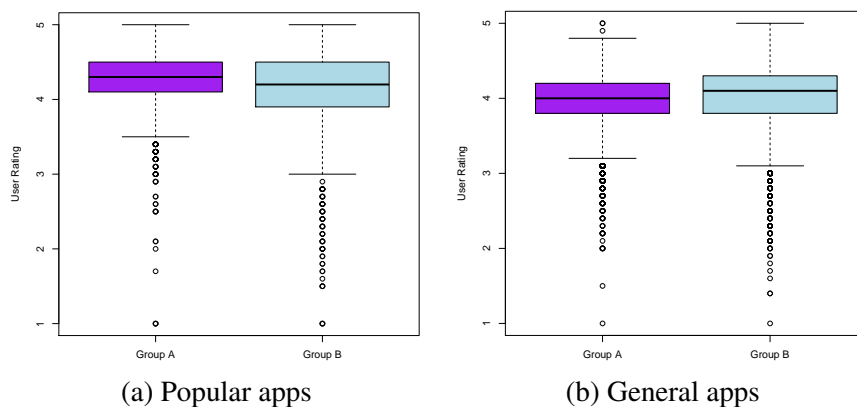 5
4
3
2
1
User Rating
Group A
Group B
(a) Popular apps
5
4
3
2
1
User Rating
Group A
Group B
(b) General apps